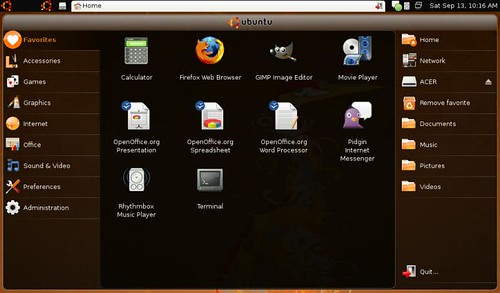 Home
Sat Sep 13, 10:16 AM
ubuntu
Favorites
Accessories
Games
Graphics
Internet
Office
Sound & Video
Preferences
Administration
Calculator
Firefox Web Browser
GIMP Image Editor
Movie Player
OpenOffice.org
Presentation
OpenOffice.org
Spreadsheet
OpenOffice.org
Word Processor
Pidgin
Internet
Messenger
Rhythmbox
Music Player
Terminal
Home
Network
ACER
Remove favorite
Documents
Music
Pictures
Videos
Quit...